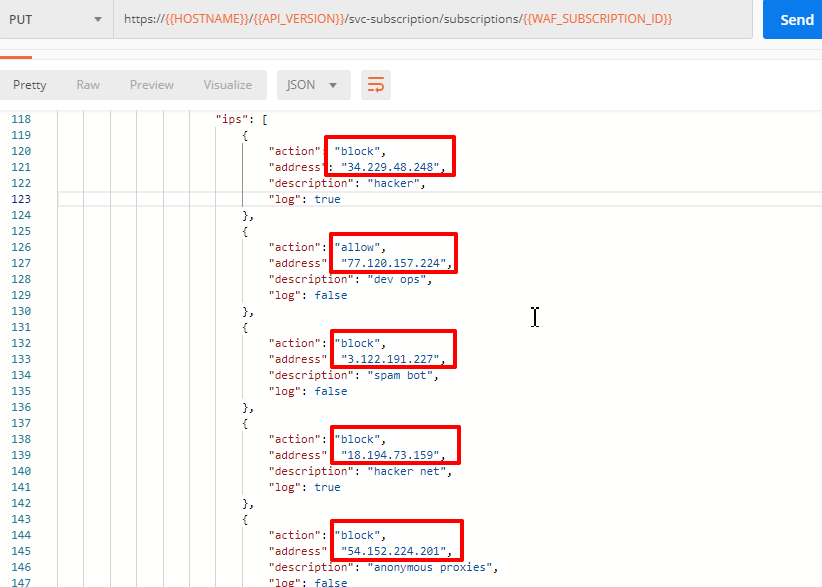 PUT https://{{HOSTNAME}}/{{API_VERSION}}/svc-subscription/subscriptions/{{WAF_SUBSCRIPTION_ID}} Send
Pretty Raw Preview Visualize JSON
118 "ips": [
119 {
120 "action": "block",
121 "address": "34.229.48.248",
122 "description": "hacker",
123 "log": true
124 },
125 {
126 "action": "allow",
127 "address" "77.120.157.224",
128 "description": "dev ops",
129 "log": false
130 },
131 {
132 "action": "block",
133 "address" "3.122.191.227",
134 "description": "spam bot",
135 "log": false
136 },
137 {
138 "action": "block",
139 "address" "18.194.73.159",
140 "description": "hacker net",
141 "log": true
142 },
143 {
144 "action": "block",
145 "address" "54.152.224.201",
146 "description": "anonymous proxies",
147 "log": false